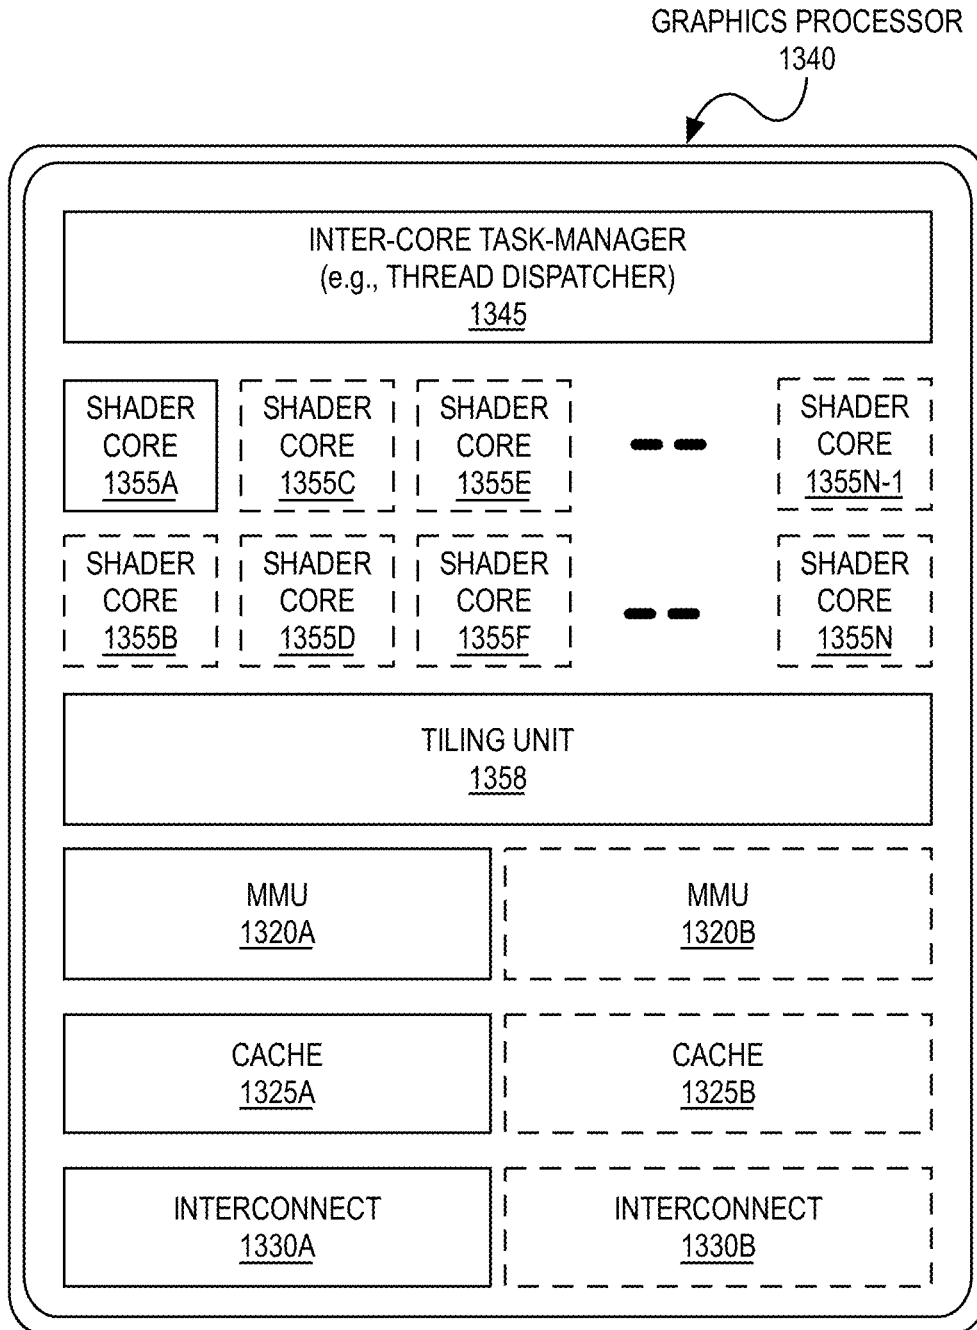 GRAPHICS PROCESSOR
1340
INTER-CORE TASK-MANAGER
(e.g., THREAD DISPATCHER)
1345
SHADER
CORE
1355A
SHADER
CORE
1355C
SHADER
CORE
1355E
SHADER
CORE
1355N-1
SHADER
CORE
1355B
SHADER
CORE
1355D
SHADER
CORE
1355F
SHADER
CORE
1355N
TILING UNIT
1358
MMU
1320A
MMU
1320B
CACHE
1325A
CACHE
1325B
INTERCONNECT
1330A
INTERCONNECT
1330B